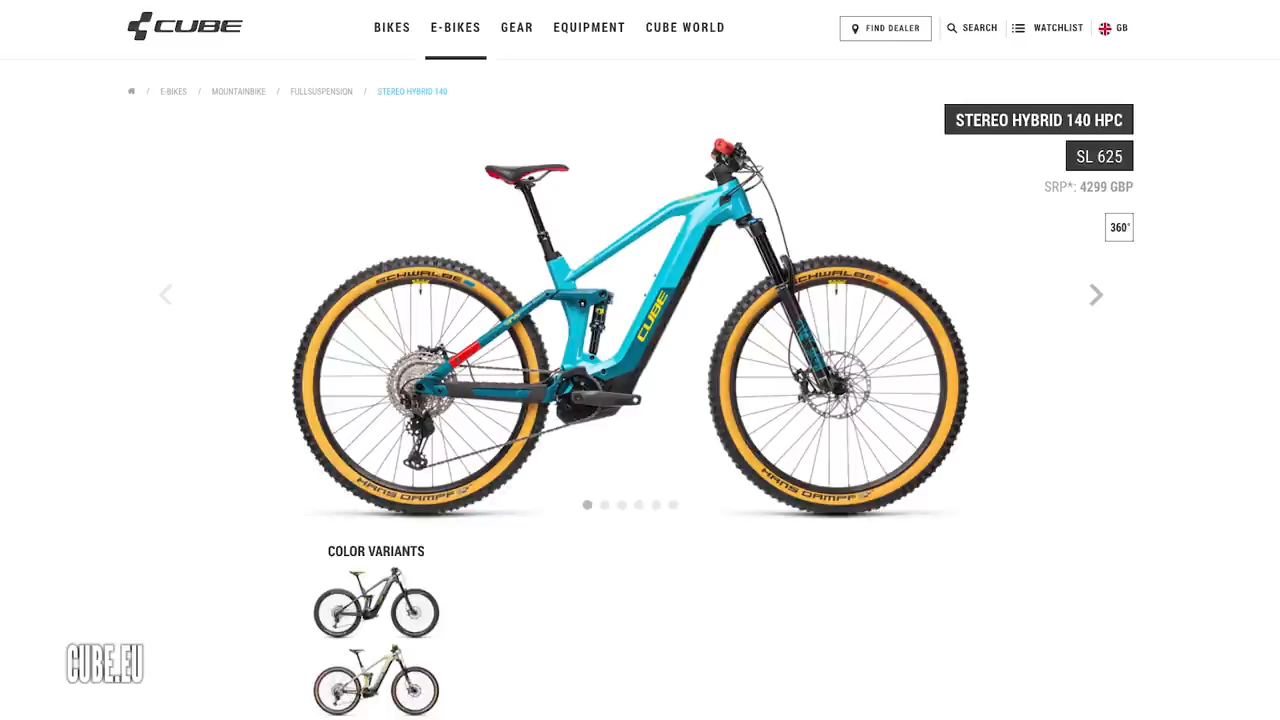 CUBE
BIKES E-BIKES GEAR EQUIPMENT CUBE WORLD
FIND DEALER SEARCH WATCHLIST GB
/ E-BIKES / MOUNTAINBIKE / FULLSUSPENSION / STEREO HYBRID 140
STEREO HYBRID 140 HPC
SL 625
SRP*: 4299 GBP
360°
SCHWALBE
SCHWALBE
CUBE
HANS DAMPF
HANS DAMPF
COLOR VARIANTS
CUBE.EU